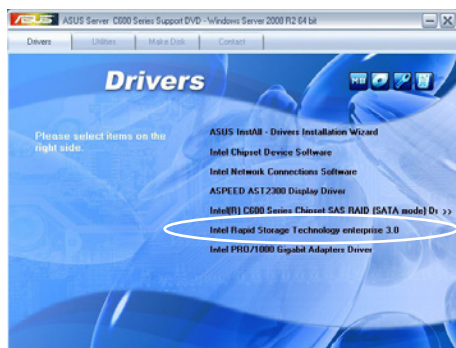 ASUS ASUS Server C600 Series Support DVD - Windows Server 2008 R2 64 bit
Drivers Utilities Make Disk Contact
Drivers
Please select items on the
right side.
ASUS InstAll - Drivers Installation Wizard
Intel Chipset Device Software
Intel Network Connections Software
ASPEED AST2300 Display Driver
Intel(R) C600 Series Chipset SAS RAID (SATA mode) Dr >>
Intel Rapid Storage Technology enterprise 3.0
Intel PRO/1000 Gigabit Adapters Driver